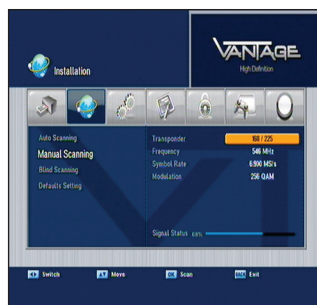 Installation
VANTAGE
High Definition
Auto Scanning
Manual Scanning
Blind Scanning
Defaults Setting
Transponder 168 / 225
Frequency 546 MHz
Symbol Rate 6.900 MS/s
Modulation 256 QAM
Signal Status
Switch
Move
OK Scan
BACK Exit